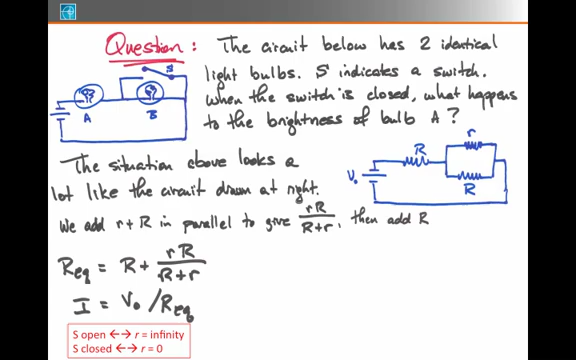 Question: The circuit below has 2 identical
light bulbs. S indicates a switch.
When the switch is closed, what happens
to the brightness of bulb A?
S
A
B
The situation above looks a
lot like the circuit drawn at right.
We add r + R in parallel to give rR/R+r, then add R
V₀
R
r
R
Req = R + rR/R+r
I = V₀/Req
S open ←→ r = infinity
S closed ←→ r = 0